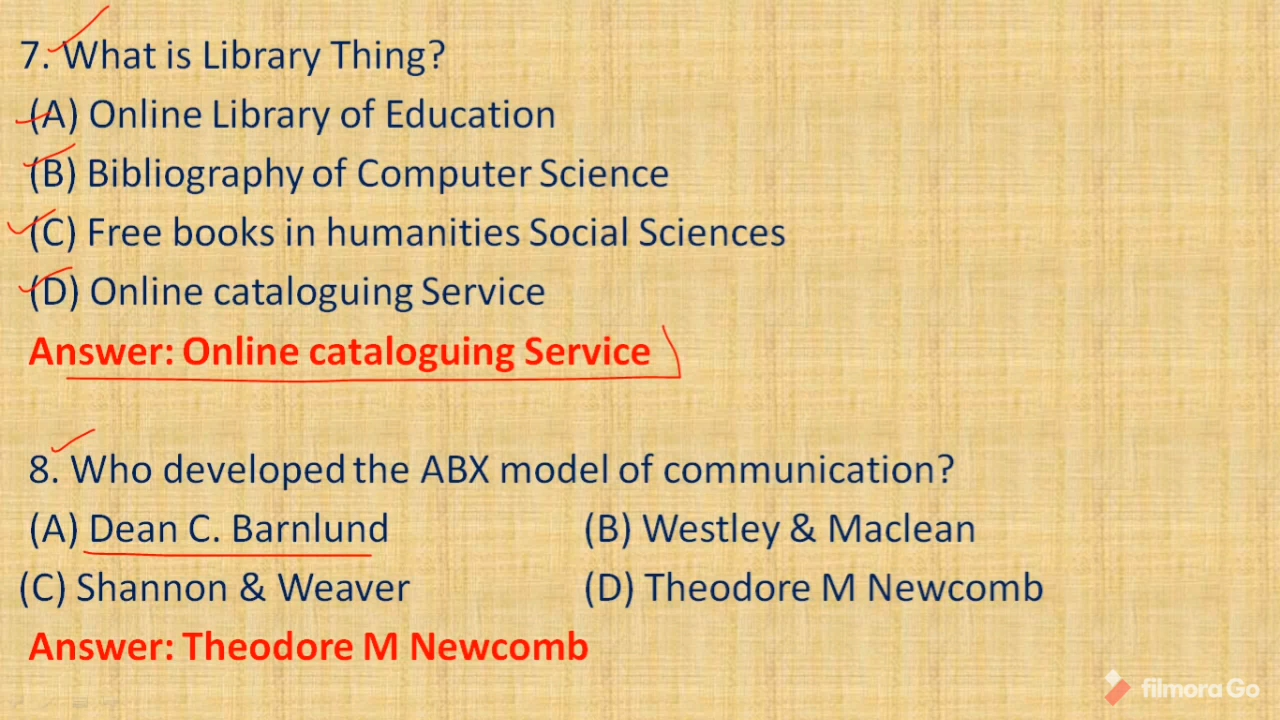 7. What is Library Thing?
(A) Online Library of Education
(B) Bibliography of Computer Science
(C) Free books in humanities Social Sciences
(D) Online cataloguing Service
Answer: Online cataloguing Service
8. Who developed the ABX model of communication?
(A) Dean C. Barnlund (B) Westley & Maclean
(C) Shannon & Weaver (D) Theodore M Newcomb
Answer: Theodore M Newcomb
filmora Go